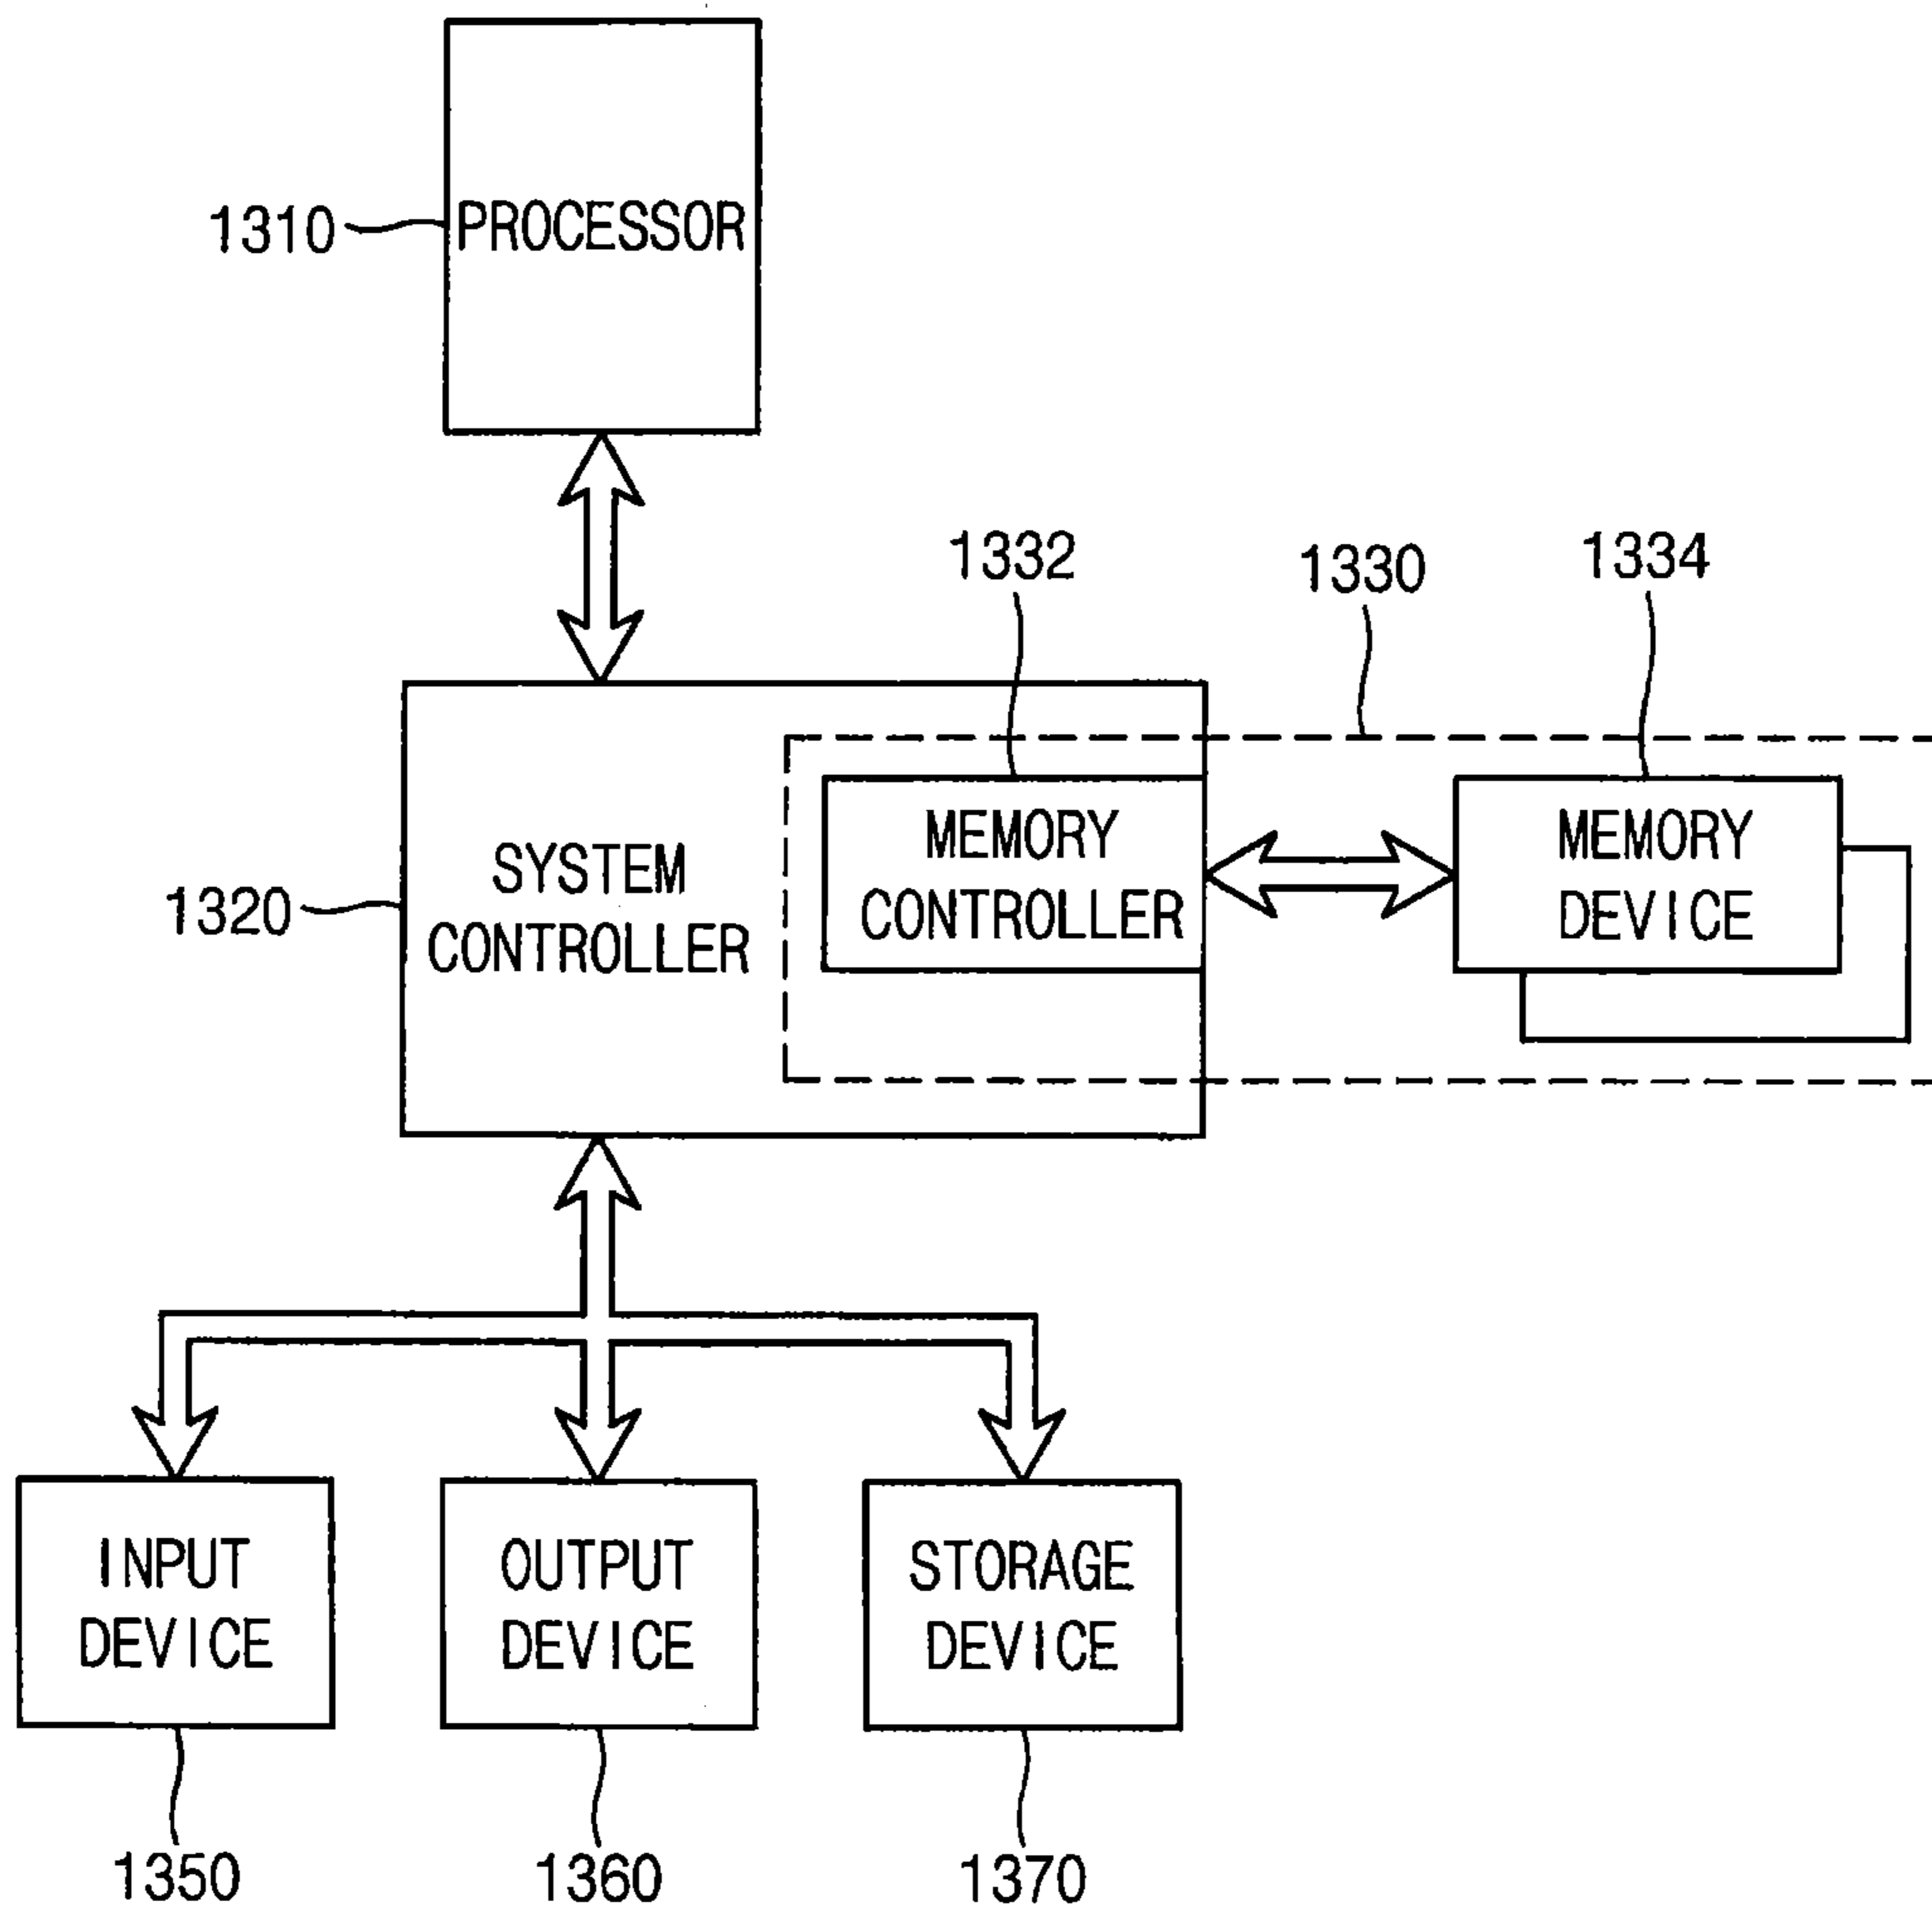 1310
PROCESSOR
1332
1330
1334
1320
SYSTEM
CONTROLLER
MEMORY
CONTROLLER
MEMORY
DEVICE
INPUT
DEVICE
OUTPUT
DEVICE
STORAGE
DEVICE
1350
1360
1370